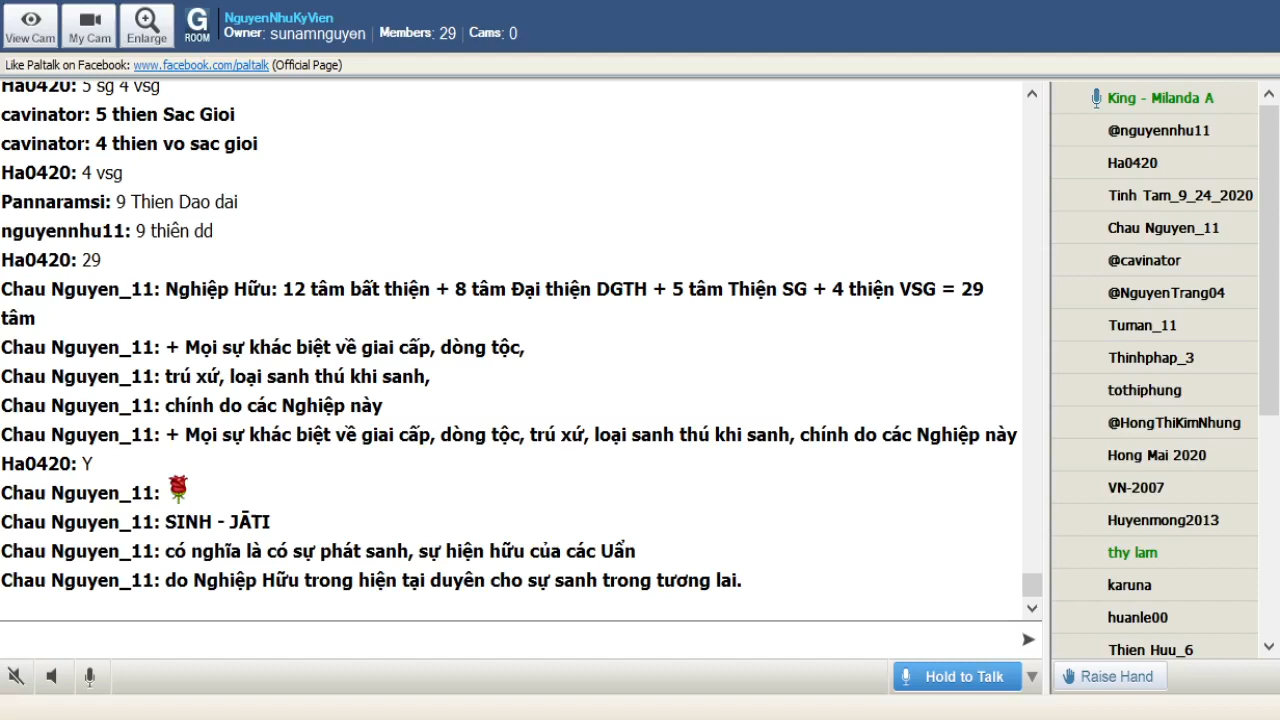 View Cam
My Cam
Enlarge
G
ROOM
NguyenNhuKyVien
Owner: sunamnguyen | Members: 29 | Cams: 0
Like Paltalk on Facebook: www.facebook.com/paltalk (Official Page)
Ha0420: 5 sg 4 vsg
cavinator: 5 thien Sac Gioi
cavinator: 4 thien vo sac gioi
Ha0420: 4 vsg
Pannaramsi: 9 Thien Dao dai
nguyennhu11: 9 thiên dd
Ha0420: 29
Chau Nguyen_11: Nghiệp Hữu: 12 tâm bất thiện + 8 tâm Đại thiện DGTH + 5 tâm Thiện SG + 4 thiện VSG = 29
tâm
Chau Nguyen_11: + Mọi sự khác biệt về giai cấp, dòng tộc,
Chau Nguyen_11: trú xứ, loại sanh thú khi sanh,
Chau Nguyen_11: chính do các Nghiệp này
Chau Nguyen_11: + Mọi sự khác biệt về giai cấp, dòng tộc, trú xứ, loại sanh thú khi sanh, chính do các Nghiệp này
Ha0420: Y
Chau Nguyen_11:
Chau Nguyen_11: SINH - JĀTI
Chau Nguyen_11: có nghĩa là có sự phát sanh, sự hiện hữu của các Uẩn
Chau Nguyen_11: do Nghiệp Hữu trong hiện tại duyên cho sự sanh trong tương lai.
King - Milanda A
@nguyennhu11
Ha0420
Tinh Tam_9_24_2020
Chau Nguyen_11
@cavinator
@NguyenTrang04
Tuman_11
Thinhphap_3
tothiphung
@HongThiKimNhung
Hong Mai 2020
VN-2007
Huyenmong2013
thy lam
karuna
huanle00
Thien Huu_6
Hold to Talk
Raise Hand